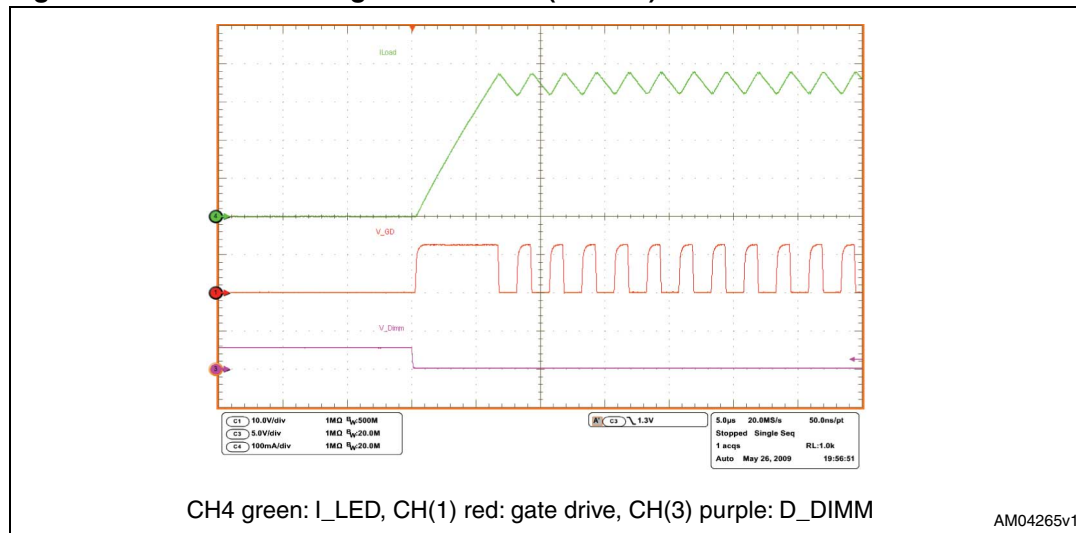 ILoad
4
V_GD
1
V_Dimm
3
C1 10.0V/div 1MΩ BW:500M
C3 5.0V/div 1MΩ BW:20.0M
C4 100mA/div 1MΩ BW:20.0M
A' C3 1.3V
5.0µs 20.0MS/s 50.0ns/pt
Stopped Single Seq
1 acqs RL:1.0k
Auto May 26, 2009 19:56:51
CH4 green: I_LED, CH(1) red: gate drive, CH(3) purple: D_DIMM
AM04265v1